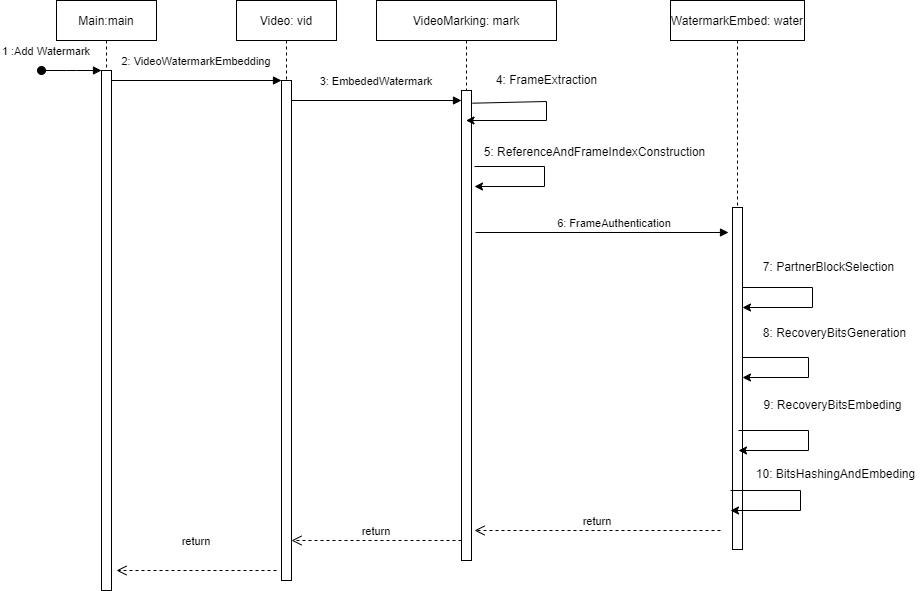 Main:main
Video: vid
VideoMarking: mark
WatermarkEmbed: water
1 :Add Watermark
2: VideoWatermarkEmbedding
3: EmbededWatermark
4: FrameExtraction
5: ReferenceAndFrameIndexConstruction
6: FrameAuthentication
7: PartnerBlockSelection
8: RecoveryBitsGeneration
9: RecoveryBitsEmbeding
10: BitsHashingAndEmbeding
return
return
return